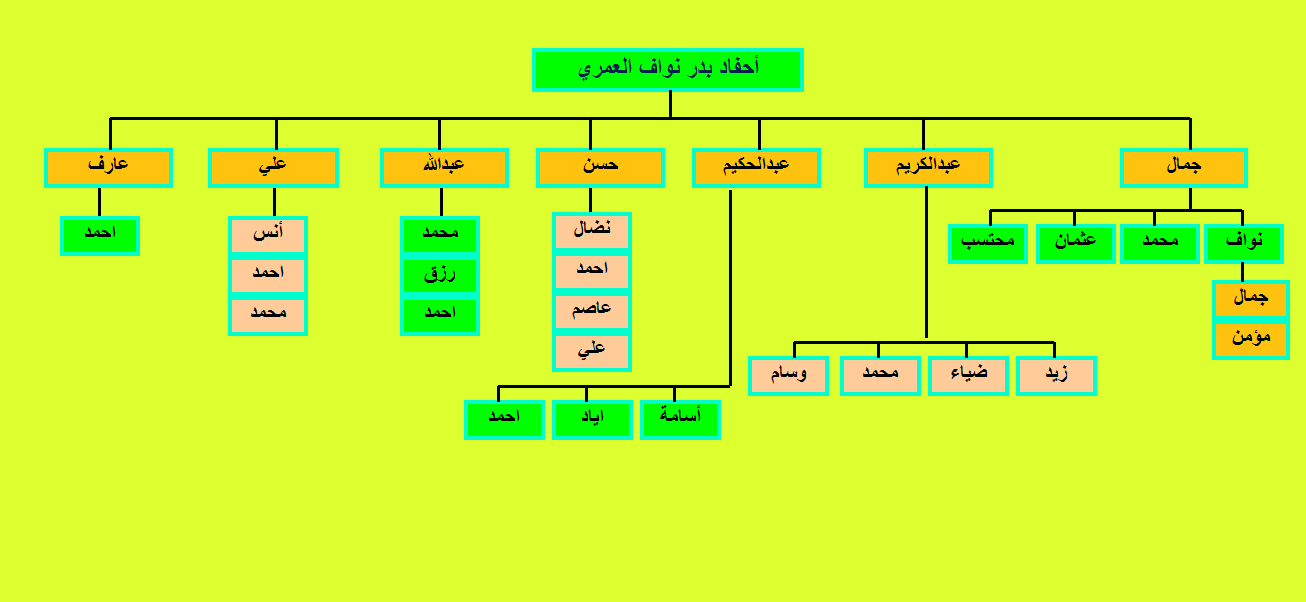 أحفاد بدر نواف العمري
جمال
عبدالكريم
عبدالحكيم
حسن
عبدالله
علي
عارف
نواف
محمد
عثمان
محتسب
جمال
مؤمن
زيد
ضياء
محمد
وسام
أسامة
اياد
احمد
نضال
احمد
عاصم
علي
محمد
رزق
احمد
أنس
احمد
محمد
احمد